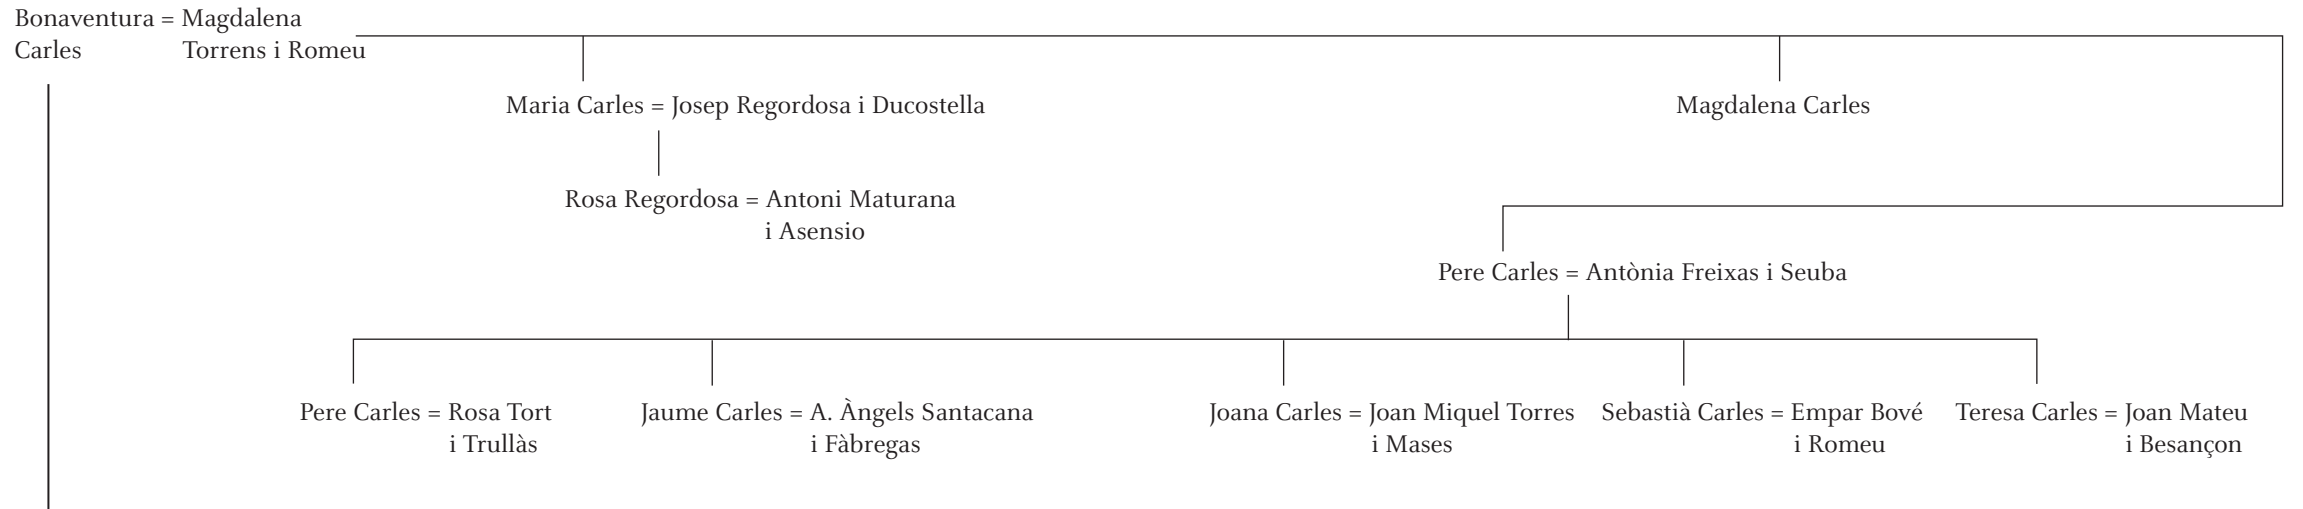 Bonaventura = Magdalena
Carles Torrens i Romeu
Maria Carles = Josep Regordosa i Ducostella
Magdalena Carles
Rosa Regordosa = Antoni Maturana
i Asensio
Pere Carles = Antònia Freixas i Seuba
Pere Carles = Rosa Tort
i Trullàs
Jaume Carles = A. Àngels Santacana
i Fàbregas
Joana Carles = Joan Miquel Torres
i Mases
Sebastià Carles = Empar Bové
i Romeu
Teresa Carles = Joan Mateu
i Besançon